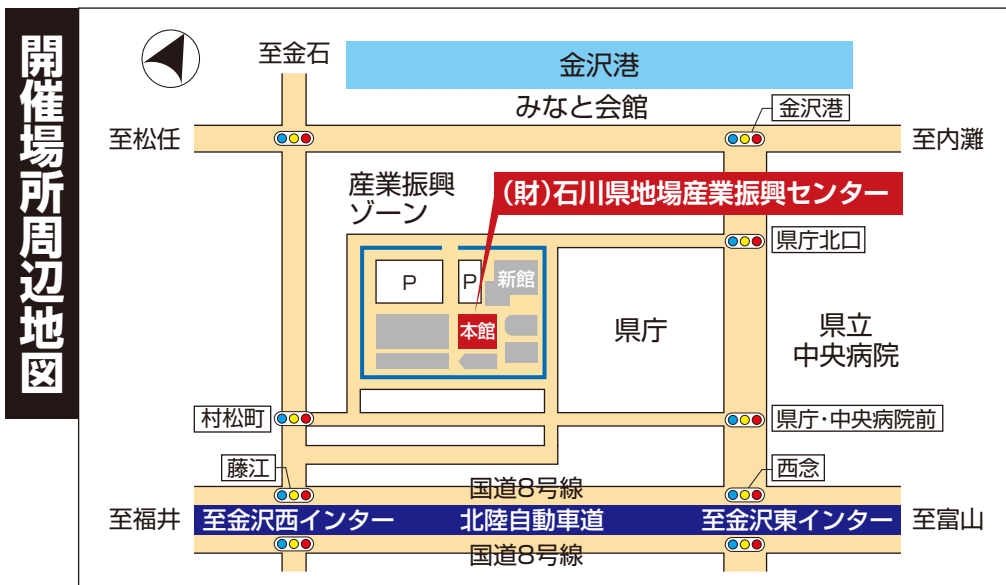 開催場所周辺地図
至金石
金沢港
みなと会館
金沢港
至松任
至内灘
産業振興
ゾーン
(財)石川県地場産業振興センター
県庁北口
P
P
新館
本館
県庁
県立
中央病院
村松町
県庁・中央病院前
藤江
西念
国道8号線
至福井
至金沢西インター
北陸自動車道
至金沢東インター
至富山
国道8号線